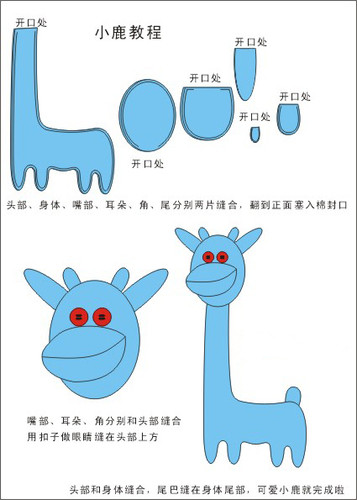 小鹿教程
开口处
开口处
开口处
开口处
开口处
开口处
头部、身体、嘴部、耳朵、角、尾分别两片缝合，翻到正面塞入棉封口
嘴部、耳朵、角分别和头部缝合
用扣子做眼睛缝在头部上方
头部和身体缝合，尾巴缝在身体尾部，可爱小鹿就完成啦